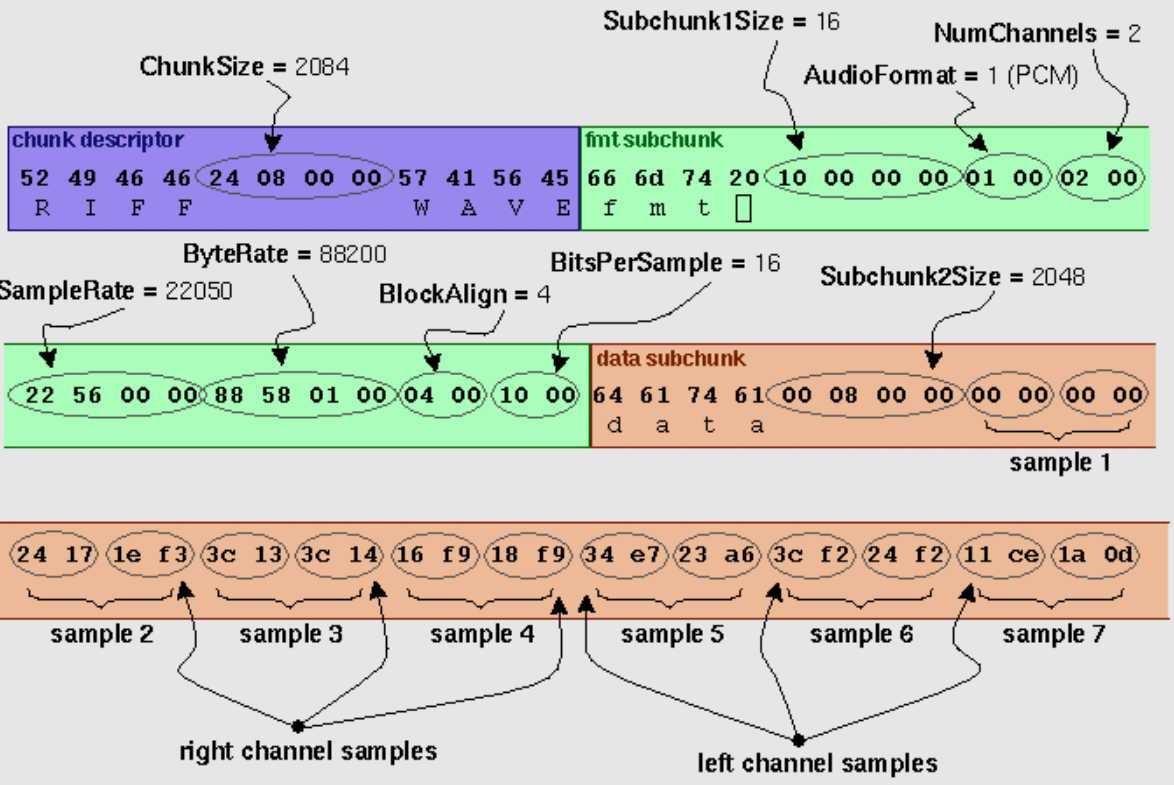 Subchunk1Size = 16
NumChannels = 2
ChunkSize = 2084
AudioFormat = 1 (PCM)
chunk descriptor
fmt subchunk
52 49 46 46 24 08 00 00 57 41 56 45 66 6d 74 20 10 00 00 00 01 00 02 00
R I F F W A V E f m t
ByteRate = 88200
BitsPerSample = 16
Subchunk2Size = 2048
SampleRate = 22050
BlockAlign = 4
data subchunk
22 56 00 00 88 58 01 00 04 00 10 00 64 61 74 61 00 08 00 00 00 00 00 00
d a t a
sample 1
24 17 1e f3 3c 13 3c 14 16 f9 18 f9 34 e7 23 a6 3c f2 24 f2 11 ce 1a 0d
sample 2 sample 3 sample 4 sample 5 sample 6 sample 7
right channel samples
left channel samples